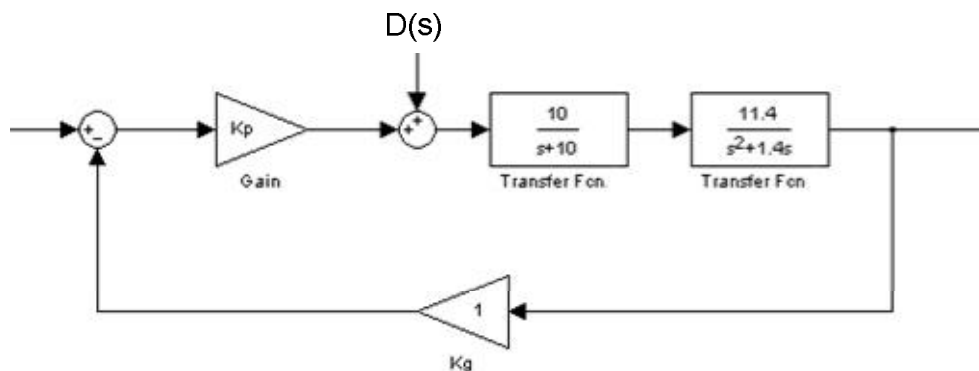 D(s)
+
-
Kp
+
+
10
s+10
11.4
s²+1.4s
Gain
Transfer Fcn
Transfer Fcn
1
Kg